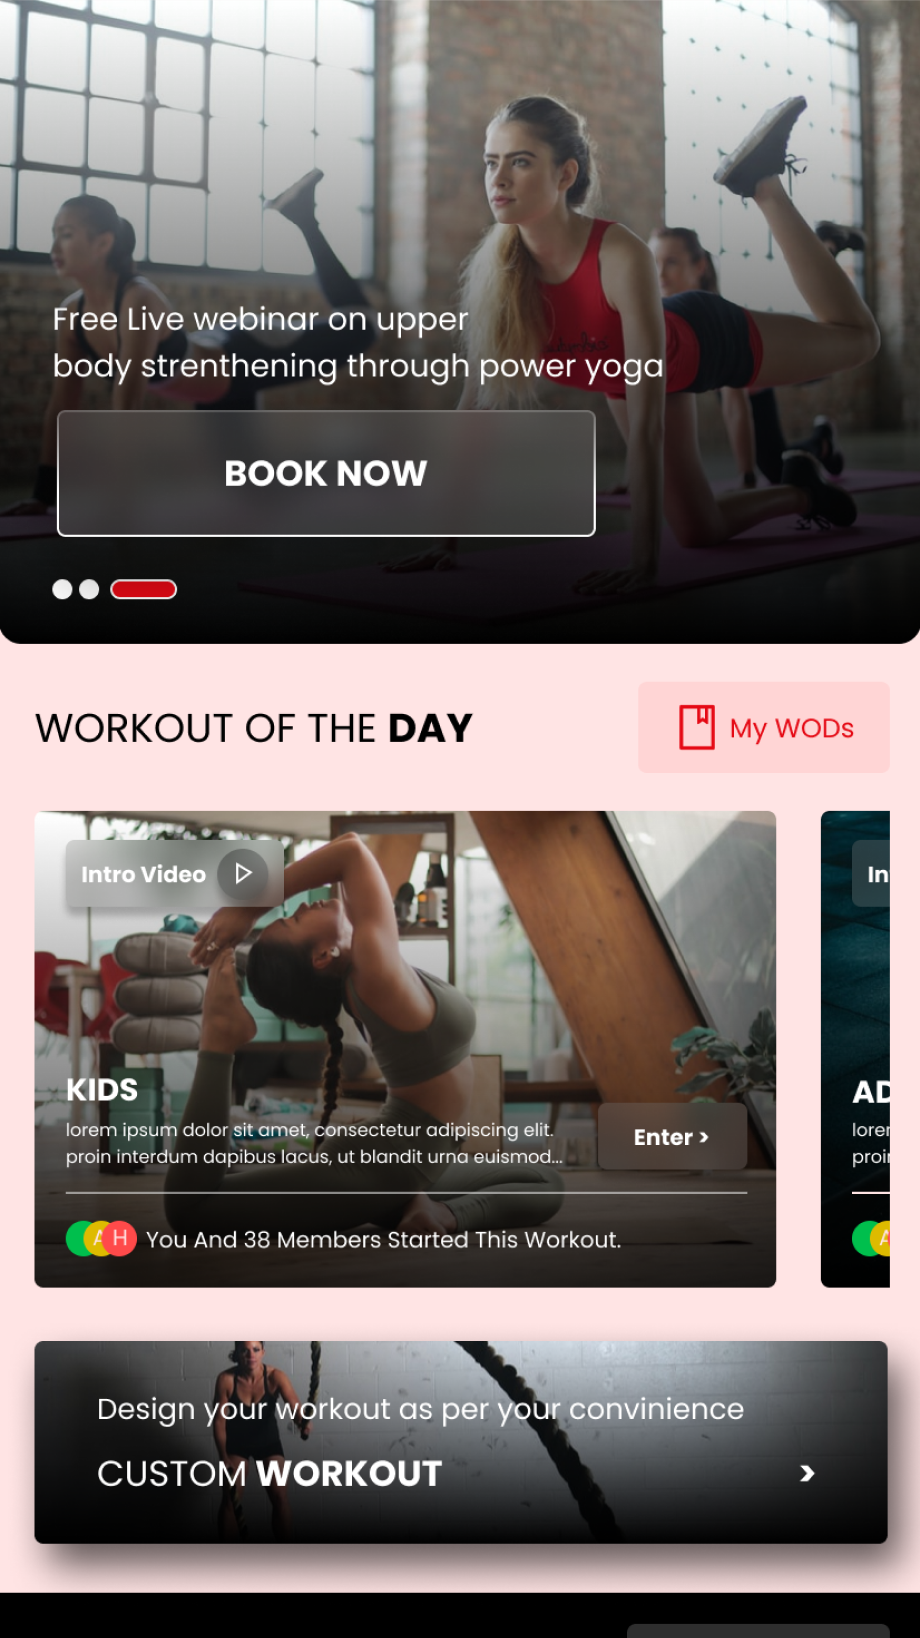 Free Live webinar on upper
body strenthening through power yoga
BOOK NOW
WORKOUT OF THE DAY
My WODs
Intro Video
In
KIDS
lorem ipsum dolor sit amet, consectetur adipiscing elit.
proin interdum dapibus lacus, ut blandit urna euismod...
Enter >
AD
lorer
proir
A H You And 38 Members Started This Workout.
A
Design your workout as per your convinience
CUSTOM WORKOUT >